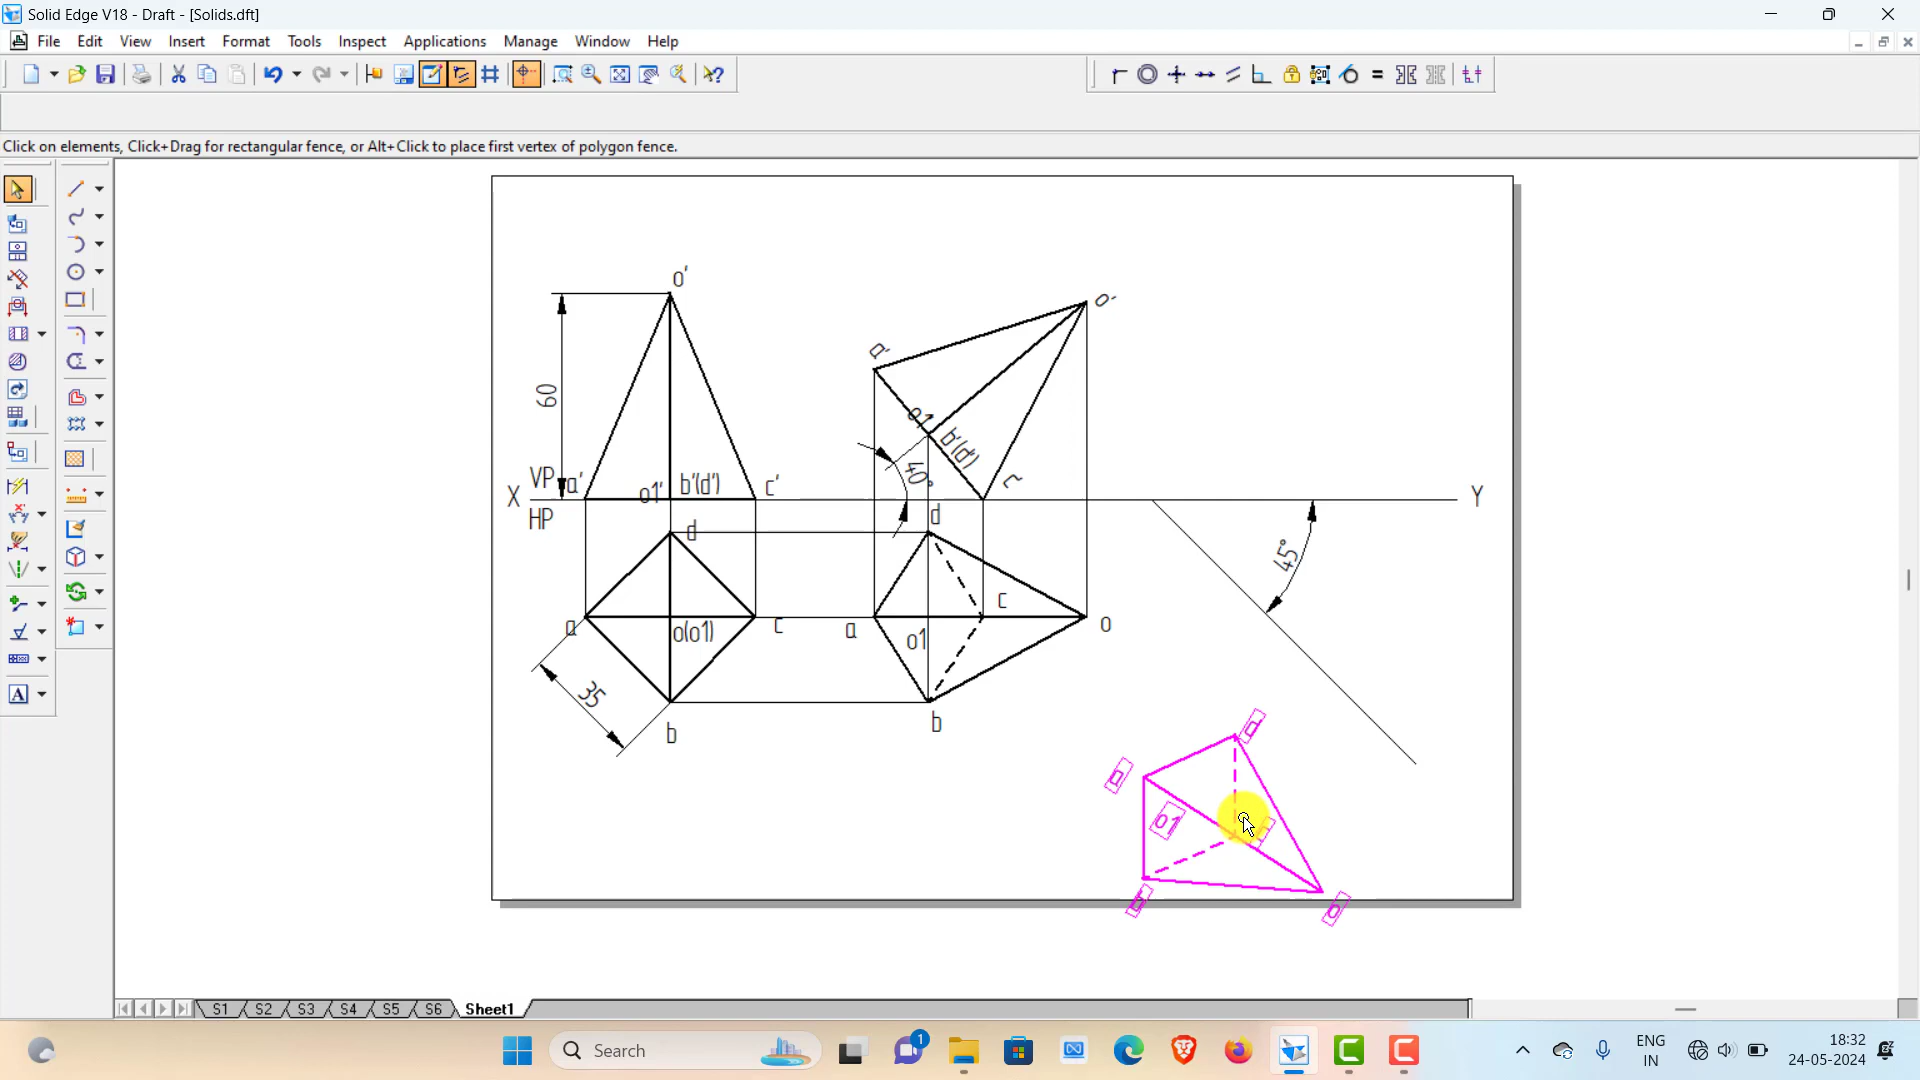 Solid Edge V18 - Draft - [Solids.dft]
File Edit View Insert Format Tools Inspect Applications Manage Window Help
Click on elements, Click+Drag for rectangular fence, or Alt+Click to place first vertex of polygon fence.
o'
o'
a'
60
o1'
b'(d')
40°
VP
a'
o1'
b'(d')
c'
c'
X
Y
HP
d
d
45°
c
a
o(o1)
c
a
o1
o
35
b
b
d
a
o1
c
b
o
S1 S2 S3 S4 S5 S6 Sheet1
Search
1
ENG
IN
18:32
24-05-2024